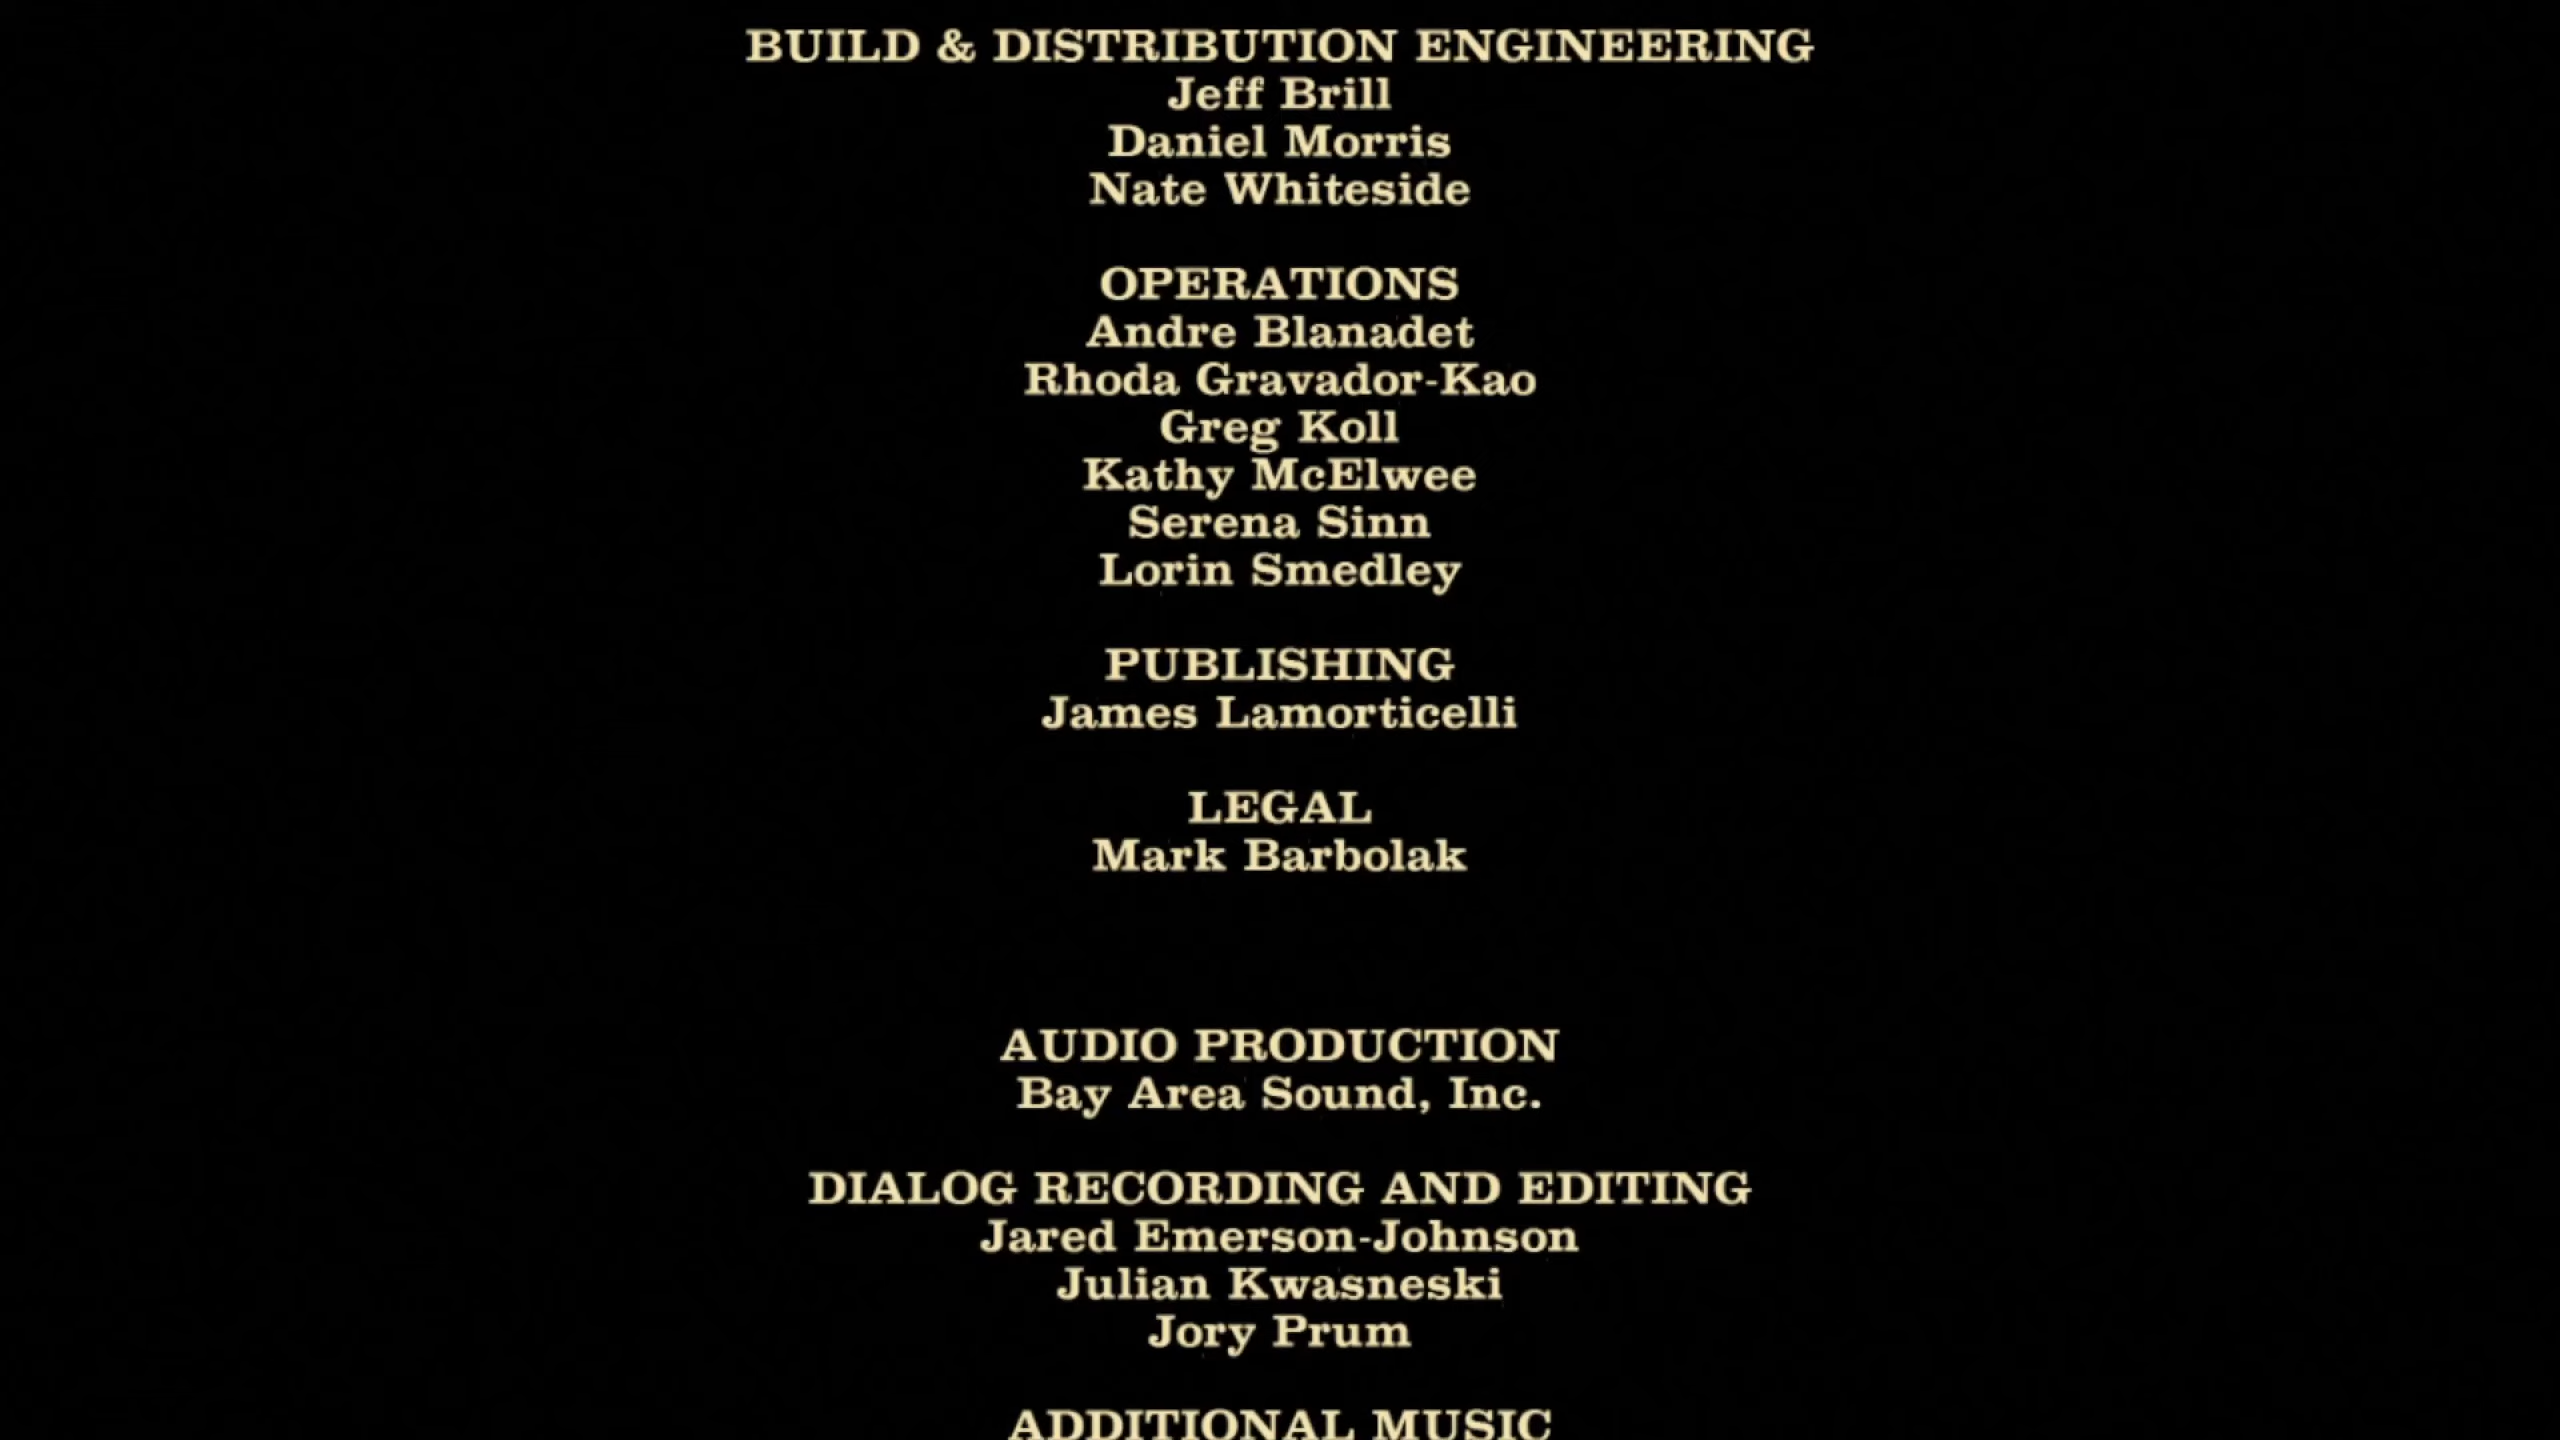 BUILD & DISTRIBUTION ENGINEERING
Jeff Brill
Daniel Morris
Nate Whiteside
OPERATIONS
Andre Blanadet
Rhoda Gravador-Kao
Greg Koll
Kathy McElwee
Serena Sinn
Lorin Smedley
PUBLISHING
James Lamorticelli
LEGAL
Mark Barbolak
AUDIO PRODUCTION
Bay Area Sound, Inc.
DIALOG RECORDING AND EDITING
Jared Emerson-Johnson
Julian Kwasneski
Jory Prum
ADDITIONAL MUSIC